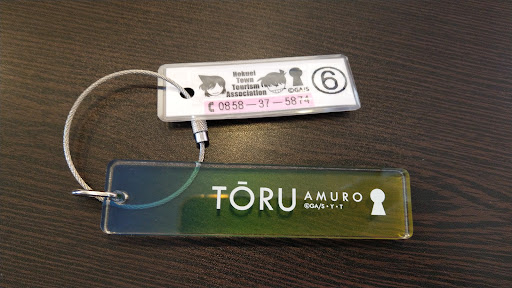 Hokuei
Town
Tourism
Association
©GA/S
⑥
0858-37-5874
TŌRU AMURO
©GA/S・Y・T